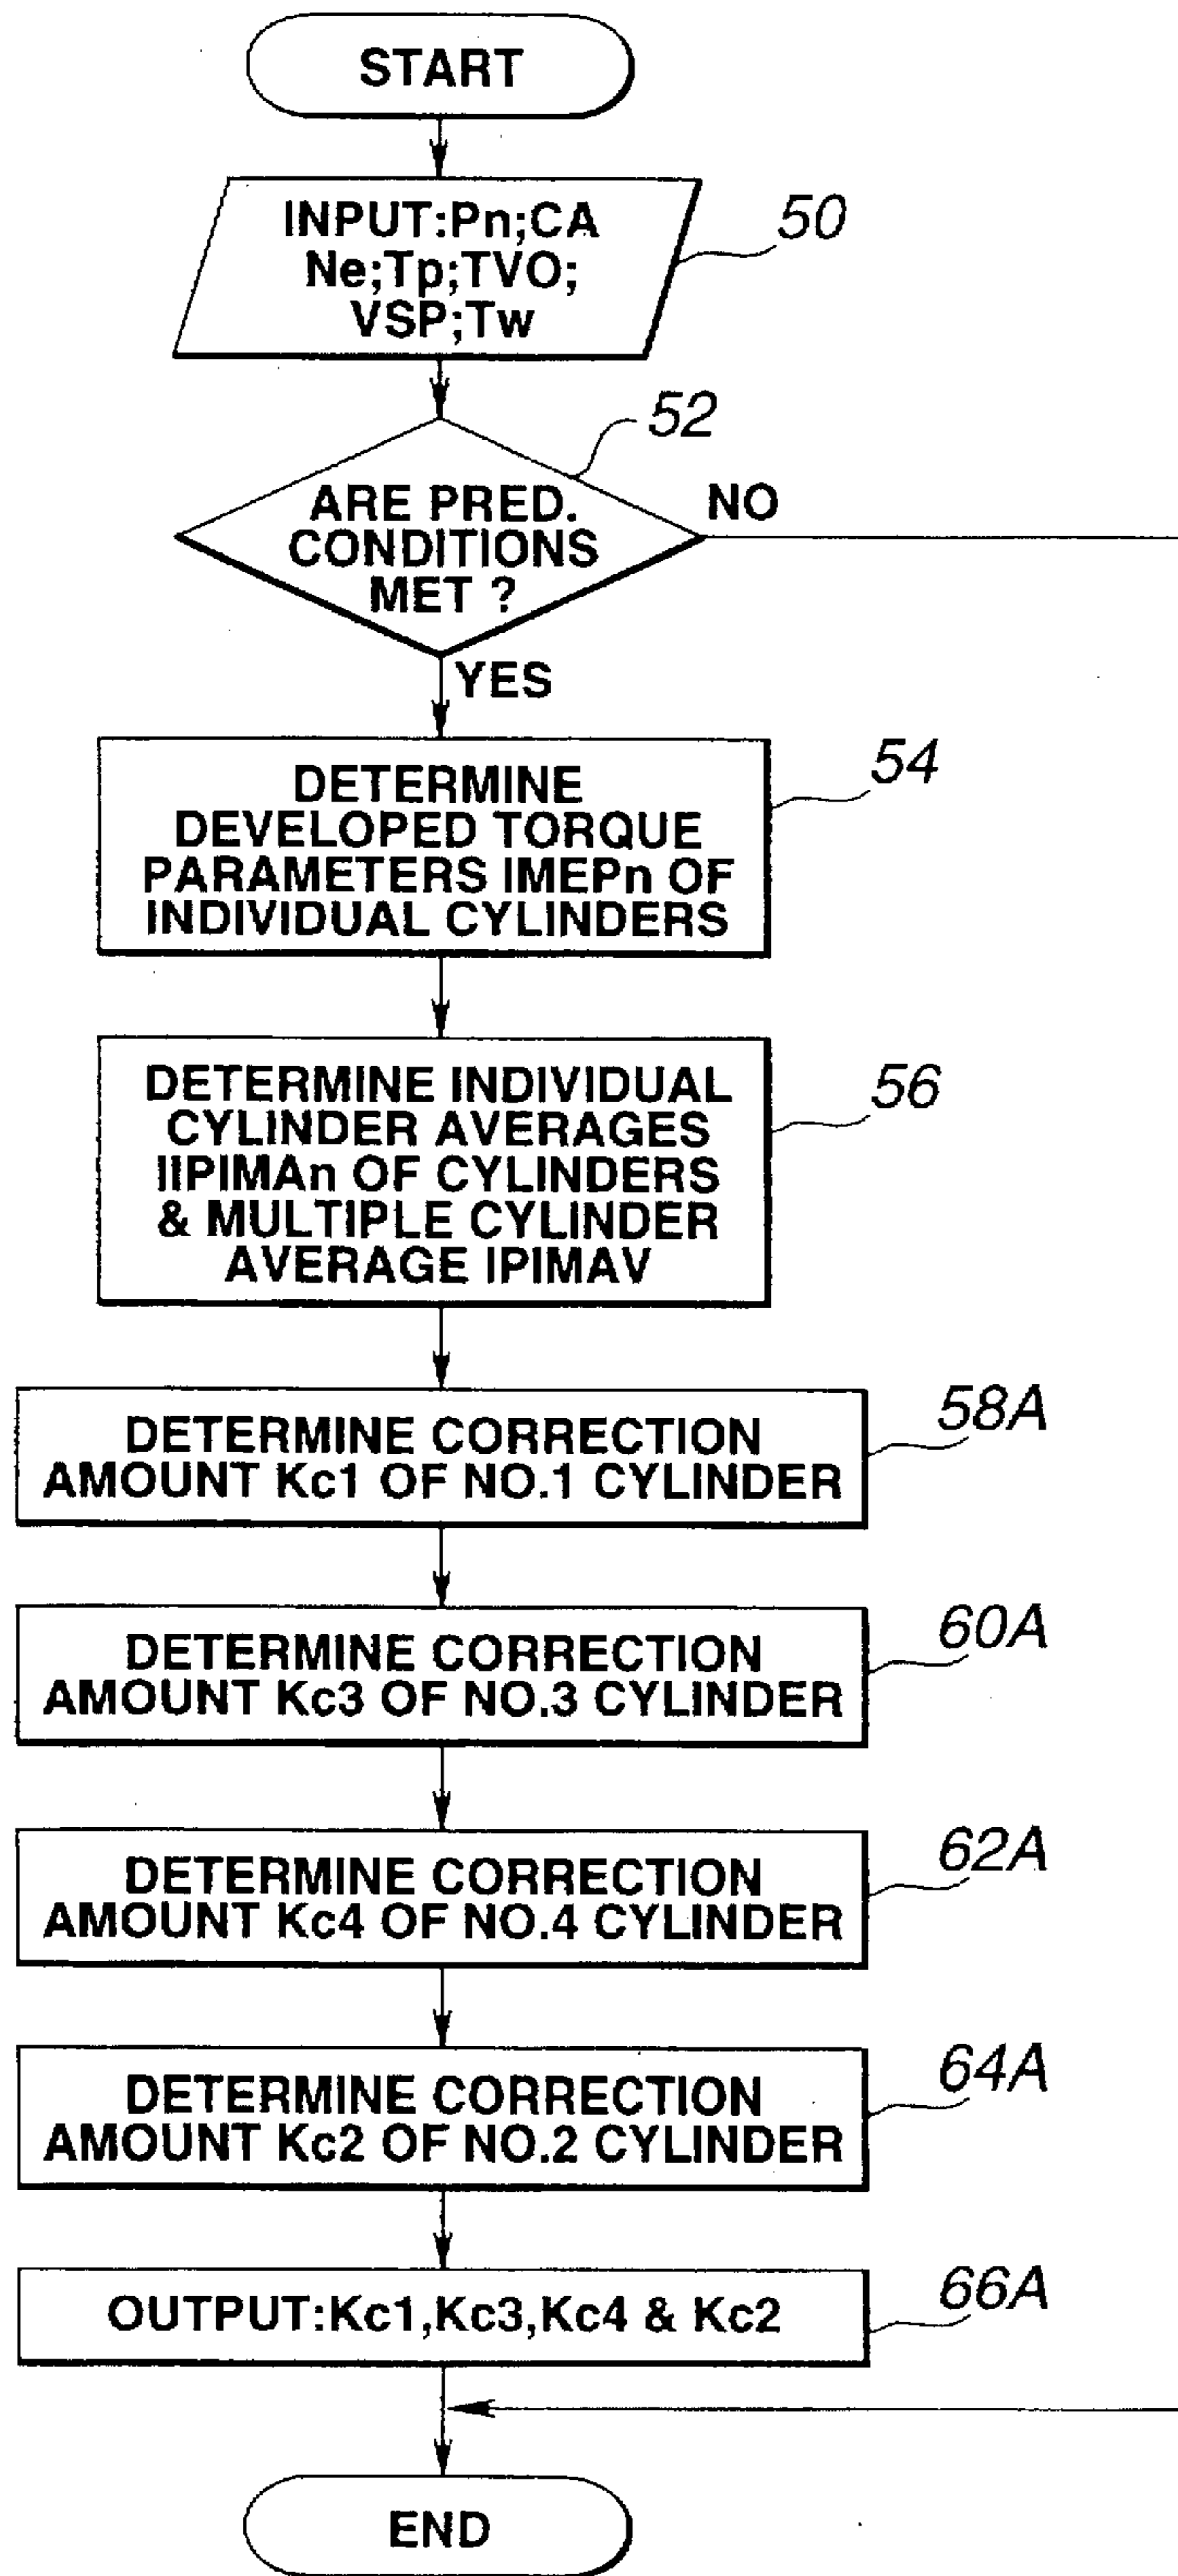 START
INPUT:Pn;CA
Ne;Tp;TVO;
VSP;Tw
50
52
ARE PRED.
CONDITIONS
MET ?
NO
YES
DETERMINE
DEVELOPED TORQUE
PARAMETERS IMEPn OF
INDIVIDUAL CYLINDERS
54
DETERMINE INDIVIDUAL
CYLINDER AVERAGES
IIPIMAn OF CYLINDERS
& MULTIPLE CYLINDER
AVERAGE IPIMAV
56
DETERMINE CORRECTION
AMOUNT Kc1 OF NO.1 CYLINDER
58A
DETERMINE CORRECTION
AMOUNT Kc3 OF NO.3 CYLINDER
60A
DETERMINE CORRECTION
AMOUNT Kc4 OF NO.4 CYLINDER
62A
DETERMINE CORRECTION
AMOUNT Kc2 OF NO.2 CYLINDER
64A
OUTPUT:Kc1,Kc3,Kc4 & Kc2
66A
END